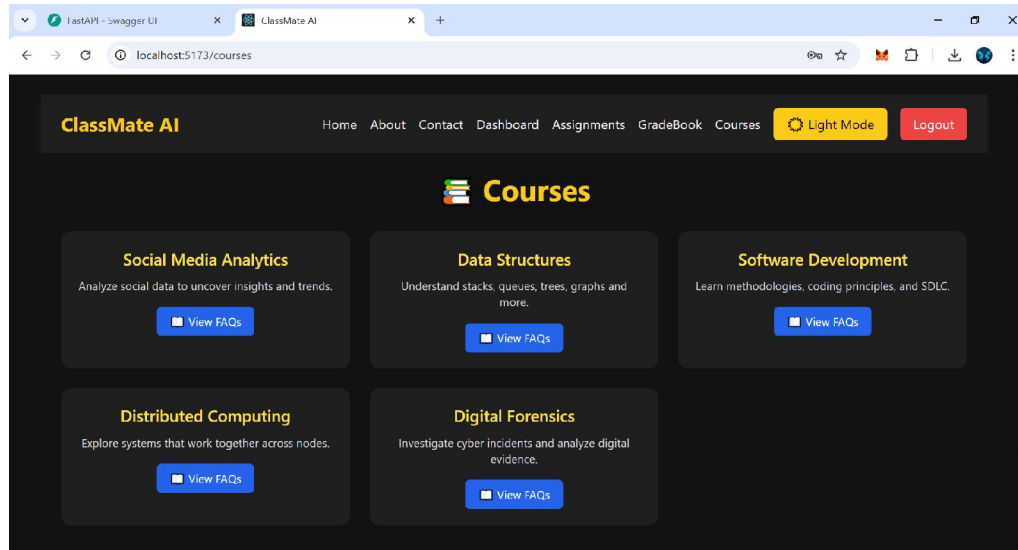 FastAPI - Swagger UI
ClassMate AI
localhost:5173/courses
ClassMate AI
Home About Contact Dashboard Assignments GradeBook Courses Light Mode Logout
Courses
Social Media Analytics
Analyze social data to uncover insights and trends.
View FAQs
Data Structures
Understand stacks, queues, trees, graphs and
more.
View FAQs
Software Development
Learn methodologies, coding principles, and SDLC.
View FAQs
Distributed Computing
Explore systems that work together across nodes.
View FAQs
Digital Forensics
Investigate cyber incidents and analyze digital
evidence.
View FAQs